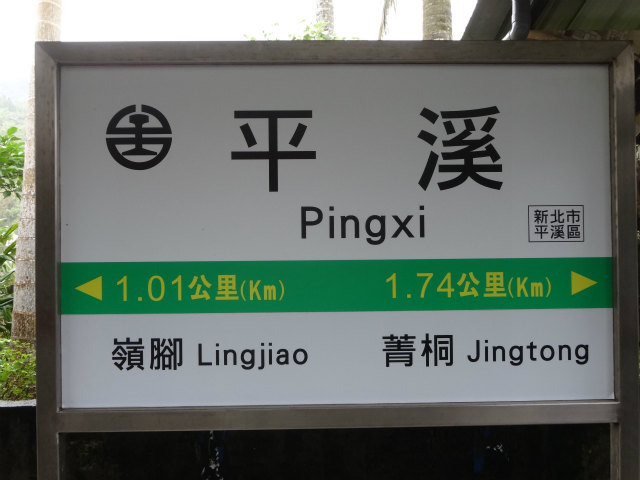 平溪
Pingxi
新北市
平溪區
1.01公里(Km)
1.74公里(Km)
嶺腳 Lingjiao
菁桐 Jingtong